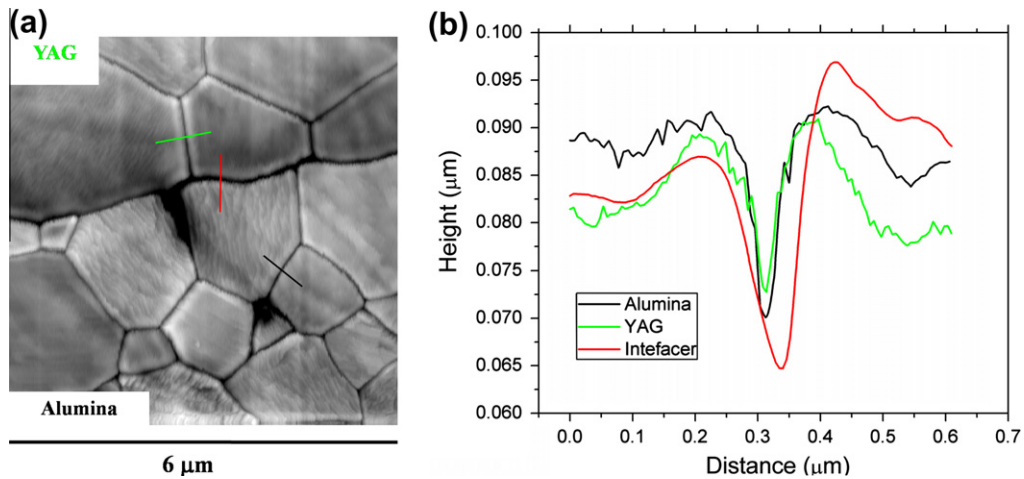 (a)
YAG
Alumina
6 μm
(b)
0.100
0.095
0.090
0.085
0.080
0.075
0.070
0.065
0.060
Height (μm)
Alumina
YAG
Intefacer
0.0 0.1 0.2 0.3 0.4 0.5 0.6 0.7
Distance (μm)